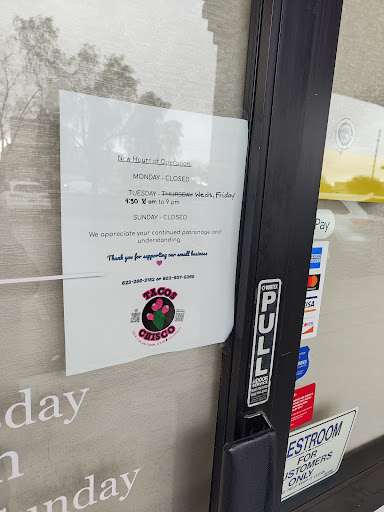 New Hours of Operation:
MONDAY - CLOSED
TUESDAY - THURSDAY Weds, Friday
9:30 am to 9 pm
SUNDAY - CLOSED
We appreciate your continued patronage and
understanding.
Thank you for supporting our small business
TACOS
CHISCO
PULL
Pay
ESTROOM
FOR
USTOMERS
ONLY
day
unday